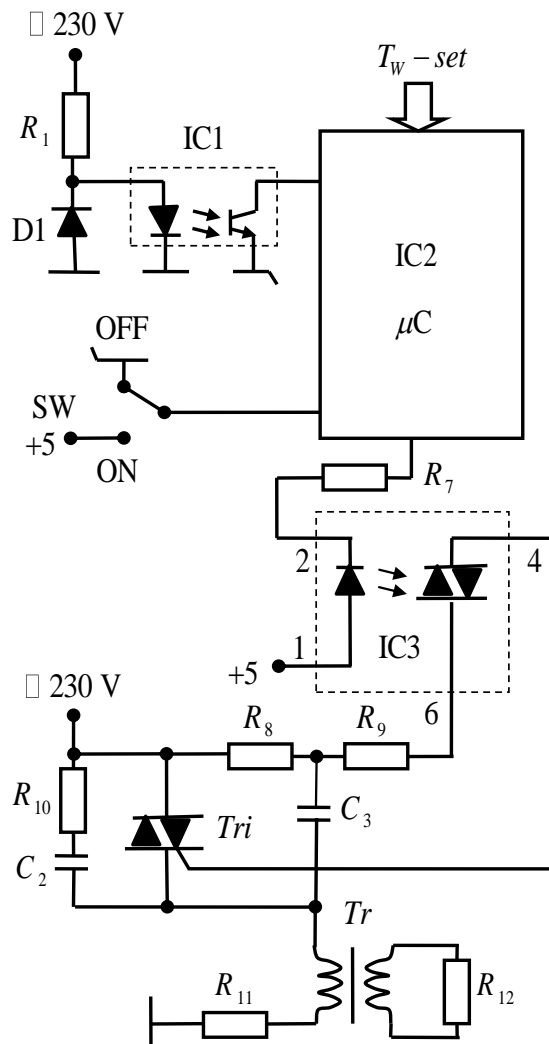 230 V
T_W – set
R_1
IC1
D1
IC2
μC
OFF
SW
+5
ON
R_7
2
4
1
IC3
+5
6
230 V
R_8
R_9
R_10
C_3
Tri
C_2
Tr
R_11
R_12